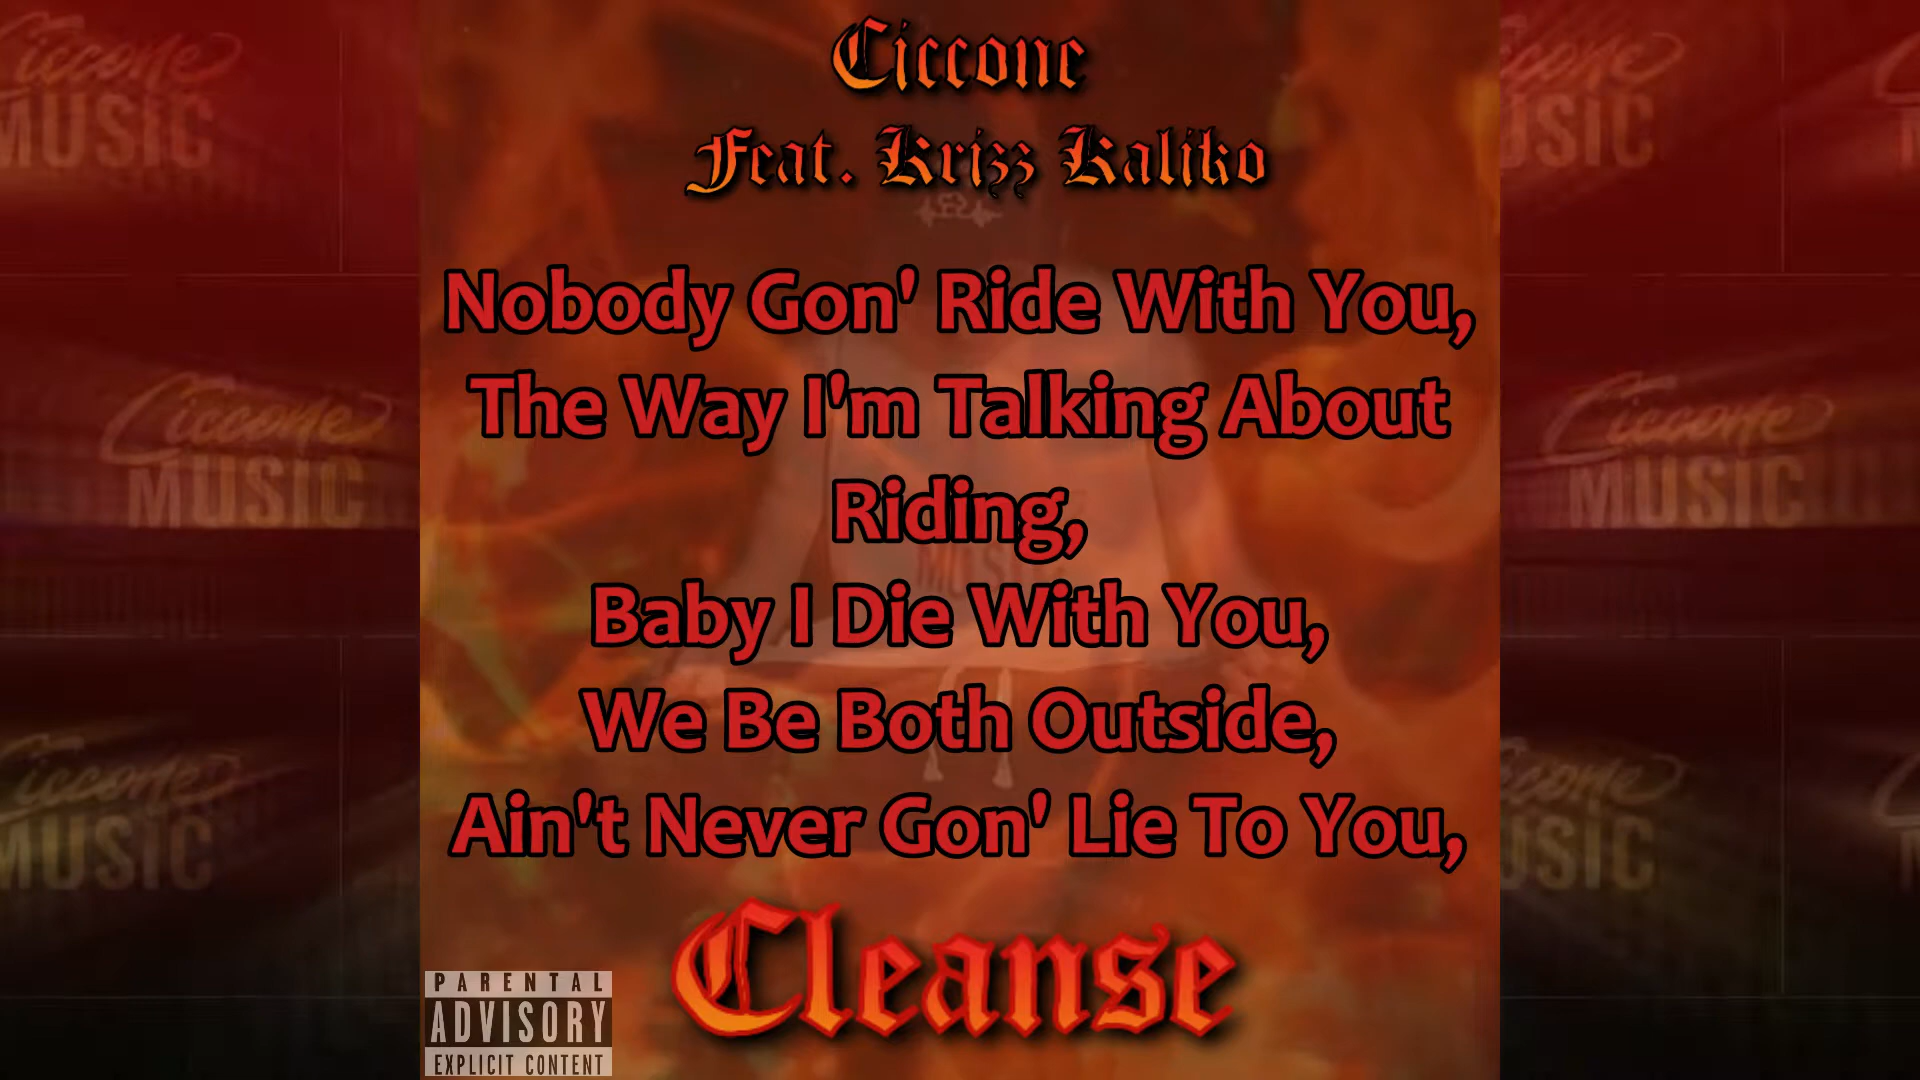 Ciccone
Feat. Krizz Kaliko
Nobody Gon' Ride With You,
The Way I'm Talking About
Riding,
Baby I Die With You,
We Be Both Outside,
Ain't Never Gon' Lie To You,
Cleanse
PARENTAL
ADVISORY
EXPLICIT CONTENT
Ciccone
MUSIC
Ciccone
MUSIC
Ciccone
MUSIC
Ciccone
MUSIC
Ciccone
MUSIC
Ciccone
MUSIC